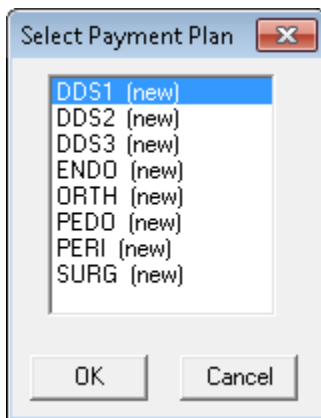 Select Payment Plan
DDS1 (new)
DDS2 (new)
DDS3 (new)
ENDO (new)
ORTH (new)
PEDO (new)
PERI (new)
SURG (new)
OK
Cancel